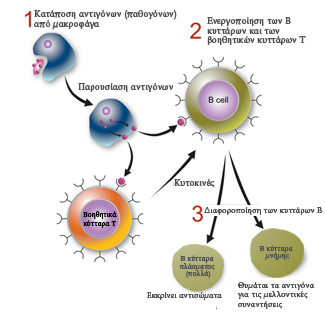 1 Κατάποση αντιγόνων (παθογόνων)
από μακροφάγα
2 Ενεργοποίηση των Β
κυττάρων και των
βοηθητικών κυττάρων Τ
Παρουσίαση αντιγόνων
B cell
Βοηθητικά
κύτταρα Τ
Κυτοκινές
3 Διαφοροποίηση των κυττάρων Β
Β κύτταρα
πλάσματος
(πολλά)
Β κύτταρα
μνήμης
Εκκρίνει αντισώματα
Θυμάται τα αντιγόνα
για τις μελλοντικές
συναντήσεις